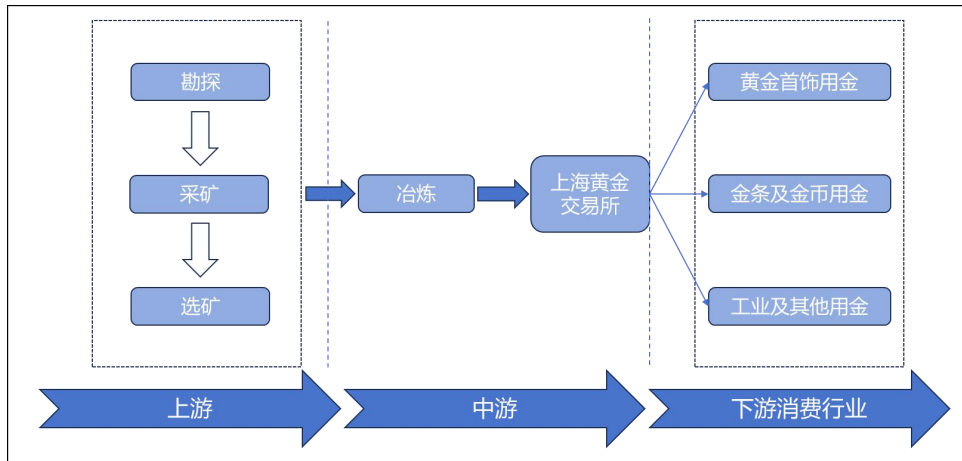 勘探
采矿
选矿
冶炼
上海黄金
交易所
黄金首饰用金
金条及金币用金
工业及其他用金
上游
中游
下游消费行业